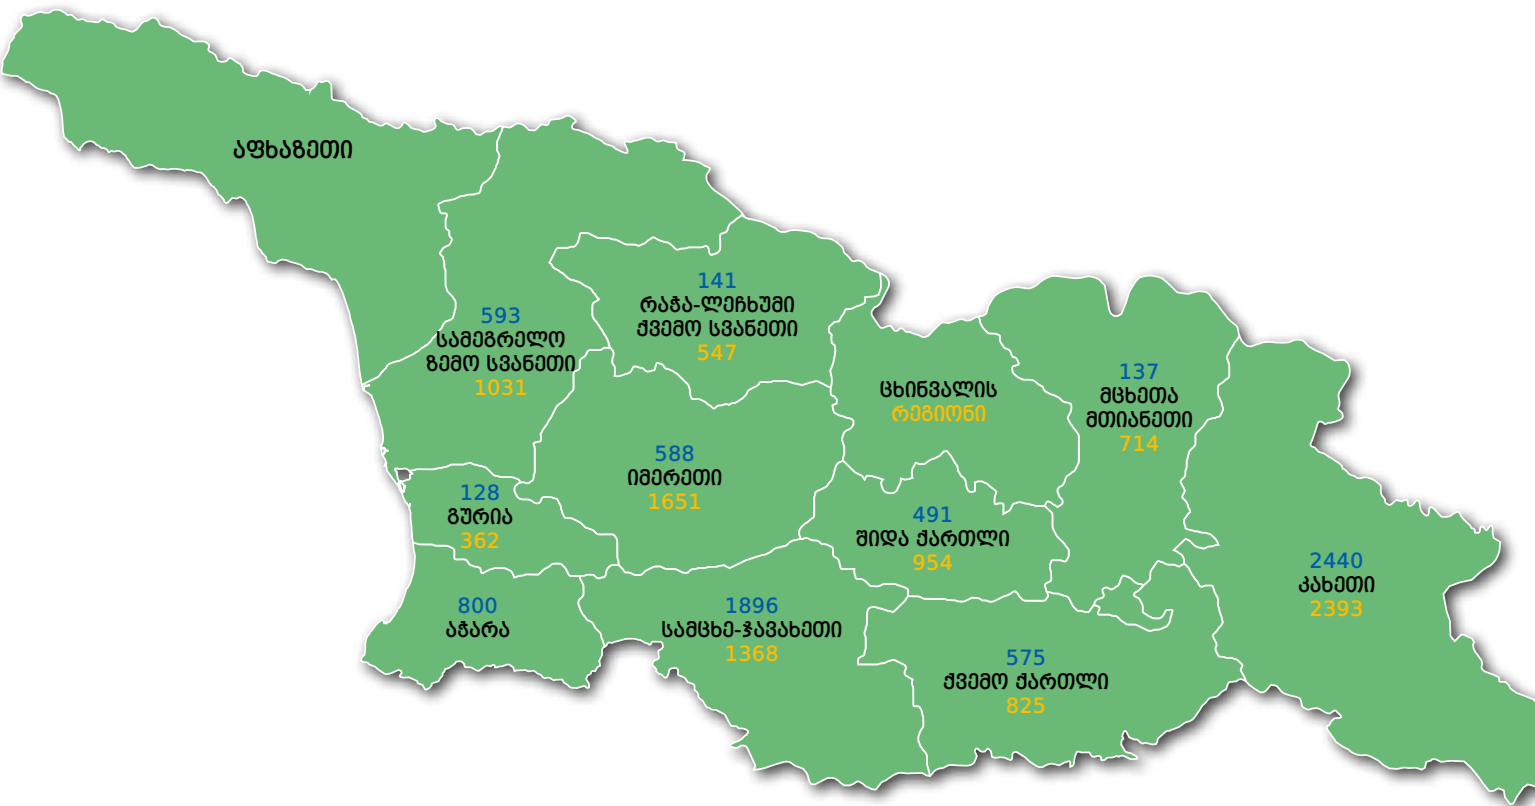 აფხაზეთი
593
სამეგრელო
ზემო სვანეთი
1031
141
რაჭა-ლეჩხუმი
ქვემო სვანეთი
547
ცხინვალის
რეგიონი
137
მცხეთა
მთიანეთი
714
588
იმერეთი
1651
128
გურია
362
491
შიდა ქართლი
954
2440
კახეთი
2393
800
აჭარა
1896
სამცხე-ჯავახეთი
1368
575
ქვემო ქართლი
825